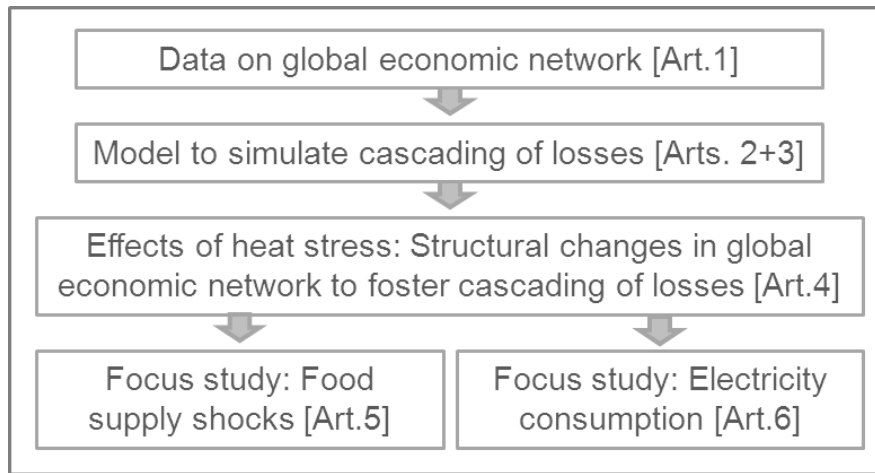 Data on global economic network [Art.1]
Model to simulate cascading of losses [Arts. 2+3]
Effects of heat stress: Structural changes in global
economic network to foster cascading of losses [Art.4]
Focus study: Food
supply shocks [Art.5]
Focus study: Electricity
consumption [Art.6]